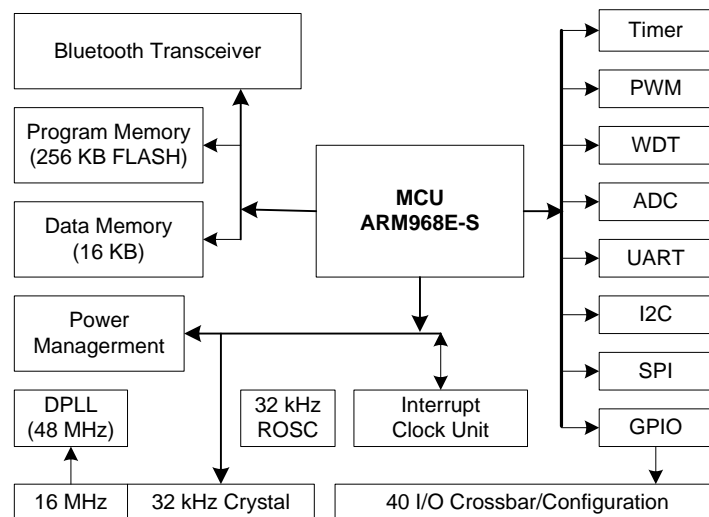 Bluetooth Transceiver
Program Memory
(256 KB FLASH)
Data Memory
(16 KB)
Power
Managerment
DPLL
(48 MHz)
16 MHz
32 kHz Crystal
32 kHz
ROSC
MCU
ARM968E-S
Interrupt
Clock Unit
Timer
PWM
WDT
ADC
UART
I2C
SPI
GPIO
40 I/O Crossbar/Configuration